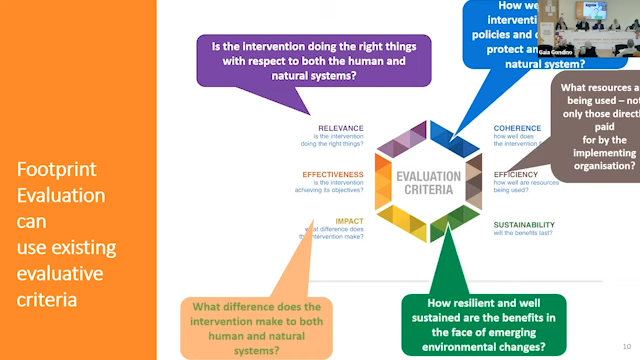 Footprint
Evaluation
can
use existing
evaluative
criteria
Is the intervention doing the right things
with respect to both the human and
natural systems?
How we
interventi
policies and
protect an
natural system?
Gaia Gondino
What resources a
being used – no
only those direct
paid
for by the
implementing
organisation?
RELEVANCE
is the intervention
doing the right things?
COHERENCE
how well does
the intervention
EFFECTIVENESS
is the intervention
achieving its objectives?
EVALUATION
CRITERIA
EFFICIENCY
how well are resources
being used?
IMPACT
what difference does
the intervention make?
SUSTAINABILITY
will the benefits last?
What difference does the
intervention make to both
human and natural
systems?
How resilient and well
sustained are the benefits
in the face of emerging
environmental changes?
10